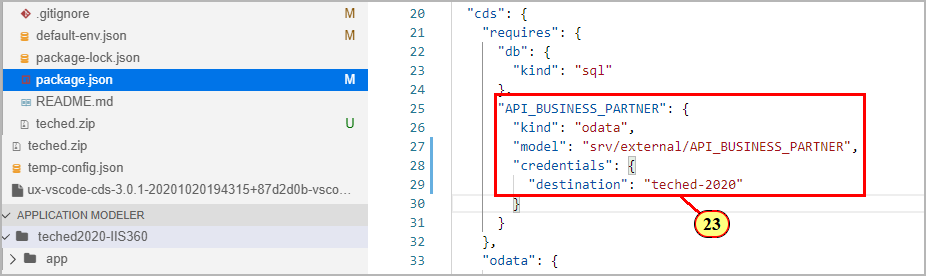 .gitignore M
default-env.json M
package-lock.json
package.json M
README.md
teched.zip U
teched.zip
temp-config.json
ux-vscode-cds-3.0.1-20201020194315+87d2d0b-vsco...
APPLICATION MODELER
teched2020-IIS360
app
20 "cds": {
21 "requires": {
22 "db": {
23 "kind": "sql"
24 },
25 "API_BUSINESS_PARTNER": {
26 "kind": "odata",
27 "model": "srv/external/API_BUSINESS_PARTNER",
28 "credentials": {
29 "destination": "teched-2020"
30 }
31 }
32 },
33 "odata": {
23